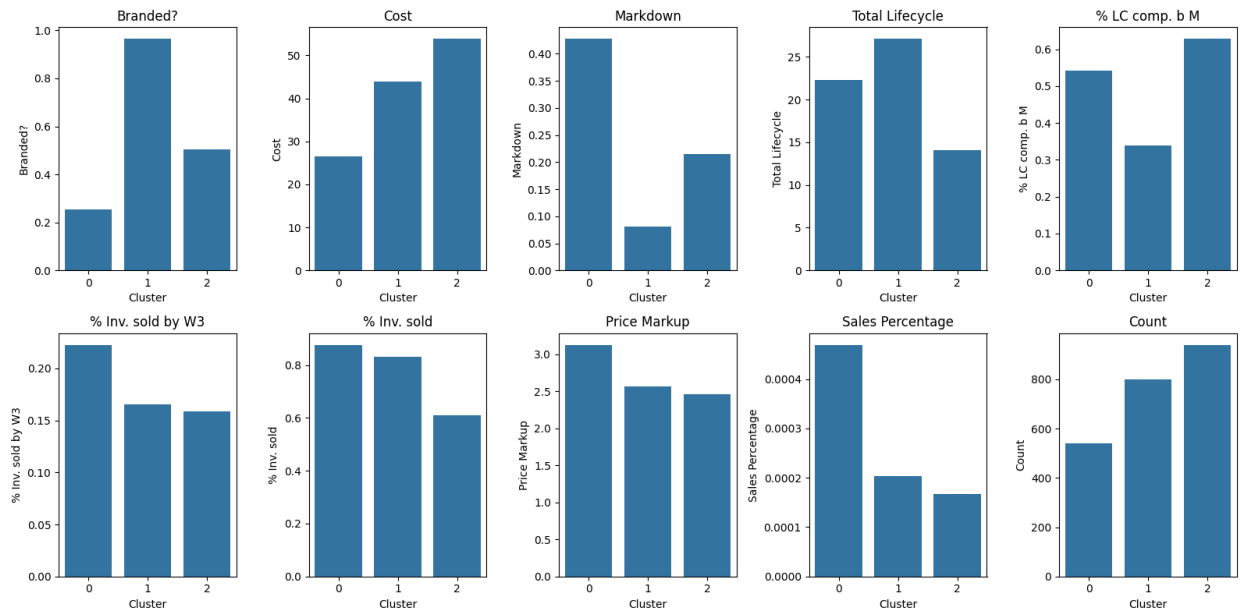 Branded?
Branded?
1.0
0.8
0.6
0.4
0.2
0.0
0 1 2
Cluster
Cost
Cost
50
40
30
20
10
0
0 1 2
Cluster
Markdown
Markdown
0.40
0.35
0.30
0.25
0.20
0.15
0.10
0.05
0.00
0 1 2
Cluster
Total Lifecycle
Total Lifecycle
25
20
15
10
5
0
0 1 2
Cluster
% LC comp. b M
% LC comp. b M
0.6
0.5
0.4
0.3
0.2
0.1
0.0
0 1 2
Cluster
% Inv. sold by W3
% Inv. sold by W3
0.20
0.15
0.10
0.05
0.00
0 1 2
Cluster
% Inv. sold
% Inv. sold
0.8
0.6
0.4
0.2
0.0
0 1 2
Cluster
Price Markup
Price Markup
3.0
2.5
2.0
1.5
1.0
0.5
0.0
0 1 2
Cluster
Sales Percentage
Sales Percentage
0.0004
0.0003
0.0002
0.0001
0.0000
0 1 2
Cluster
Count
Count
800
600
400
200
0
0 1 2
Cluster